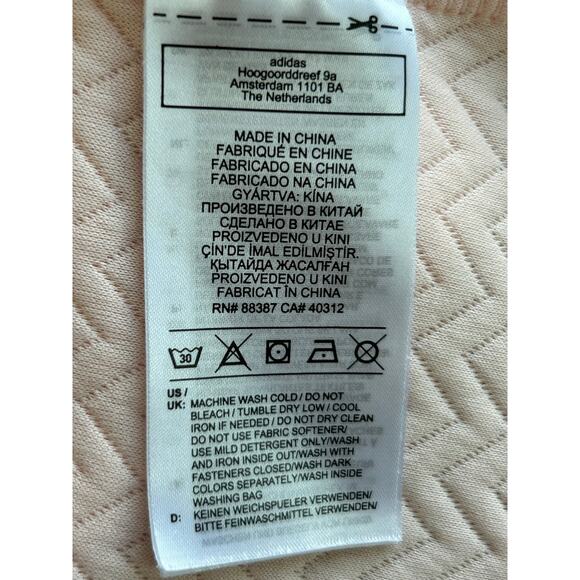 adidas
Hoogoorddreef 9a
Amsterdam 1101 BA
The Netherlands
MADE IN CHINA
FABRIQUÉ EN CHINE
FABRICADO EN CHINA
FABRICADO NA CHINA
GYÁRTVA: KÍNA
ПРОИЗВЕДЕНО В КИТАЙ
СДЕЛАНО В КИТАЕ
PROIZVEDENO U KINI
ÇİN'DE İMAL EDİLMİŞTİR.
ҚЫТАЙДА ЖАСАЛҒАН
PROIZVEDENO U KINI
FABRICAT ÎN CHINA
RN# 88387 CA# 40312
30
US /
UK: MACHINE WASH COLD / DO NOT
BLEACH / TUMBLE DRY LOW / COOL
IRON IF NEEDED / DO NOT DRY CLEAN
DO NOT USE FABRIC SOFTENER/
USE MILD DETERGENT ONLY/WASH
AND IRON INSIDE OUT/WASH WITH
FASTENERS CLOSED/WASH DARK
COLORS SEPARATELY/WASH INSIDE
WASHING BAG
D: KEINEN WEICHSPUELER VERWENDEN/
BITTE FEINWASCHMITTEL VERWENDEN/